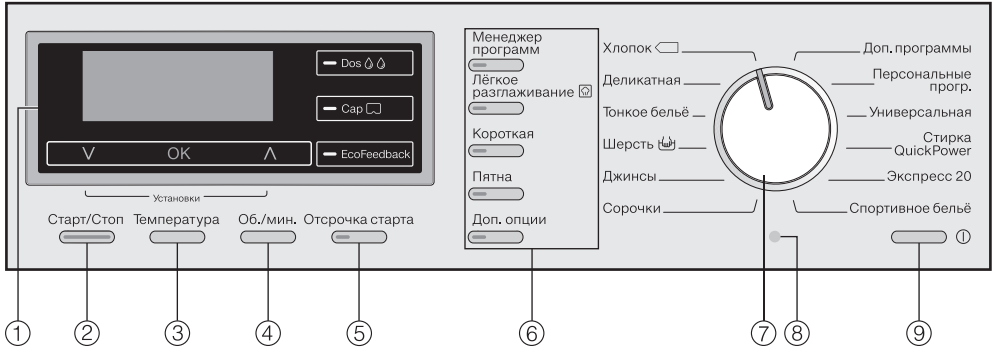 Dos
Cap
EcoFeedback
OK
Установки
Старт/Стоп
Температура
Об./мин.
Отсрочка старта
Менеджер
программ
Лёгкое
разглаживание
Короткая
Пятна
Доп. опции
Хлопок
Деликатная
Тонкое бельё
Шерсть
Джинсы
Сорочки
Доп. программы
Персональные
прогр.
Универсальная
Стирка
QuickPower
Экспресс 20
Спортивное бельё
1
2
3
4
5
6
7
8
9